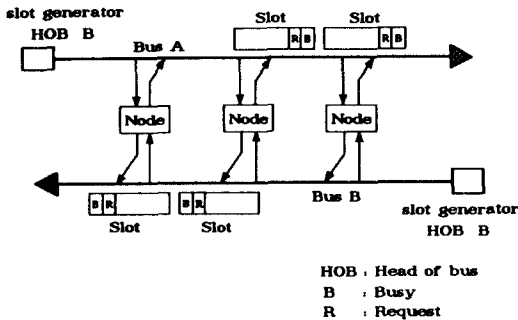 slot generator
HOB B
Bus A
Slot
Slot
R B
R B
Node
Node
Node
B R
B R
Slot
Slot
Bus B
slot generator
HOB B
HOB : Head of bus
B : Busy
R : Request